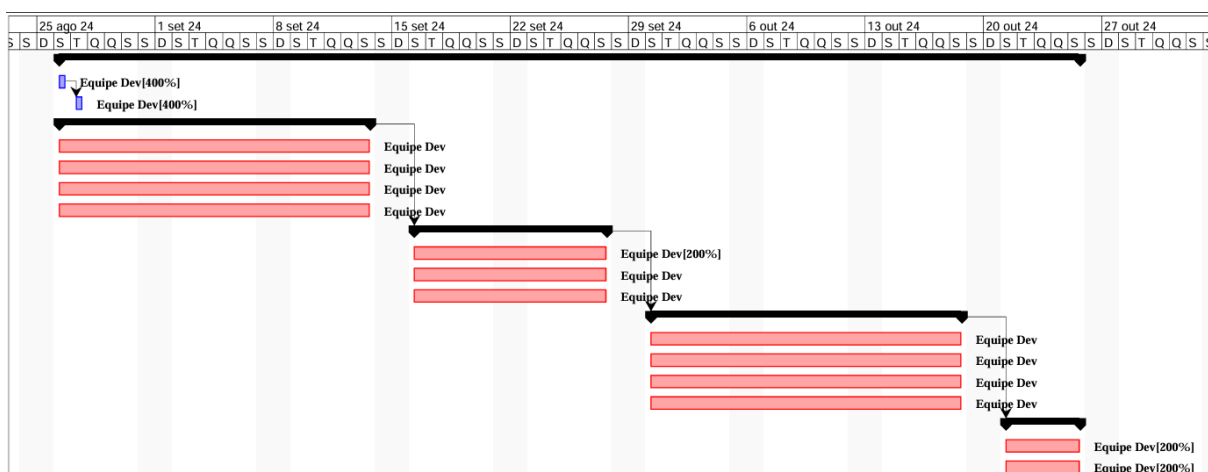 25 ago 24 1 set 24 8 set 24 15 set 24 22 set 24 29 set 24 6 out 24 13 out 24 20 out 24 27 out 24
S S D S T Q Q S S D S T Q Q S S D S T Q Q S S D S T Q Q S S D S T Q Q S S D S T Q Q S S D S T Q Q S S D S T Q Q S S D S T Q Q S S D S T Q Q S S
Equipe Dev[400%]
Equipe Dev[400%]
Equipe Dev
Equipe Dev
Equipe Dev
Equipe Dev
Equipe Dev[200%]
Equipe Dev
Equipe Dev
Equipe Dev
Equipe Dev
Equipe Dev
Equipe Dev
Equipe Dev[200%]
Equipe Dev[200%]